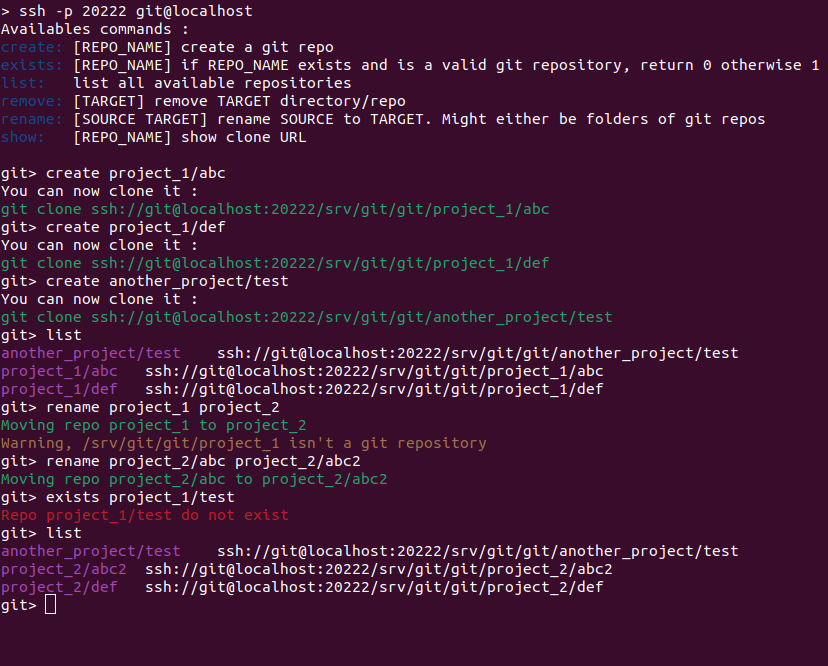 > ssh -p 20222 git@localhost
Availables commands :
create: [REPO_NAME] create a git repo
exists: [REPO_NAME] if REPO_NAME exists and is a valid git repository, return 0 otherwise 1
list:   list all available repositories
remove: [TARGET] remove TARGET directory/repo
rename: [SOURCE TARGET] rename SOURCE to TARGET. Might either be folders of git repos
show:   [REPO_NAME] show clone URL
git> create project_1/abc
You can now clone it :
git clone ssh://git@localhost:20222/srv/git/git/project_1/abc
git> create project_1/def
You can now clone it :
git clone ssh://git@localhost:20222/srv/git/git/project_1/def
git> create another_project/test
You can now clone it :
git clone ssh://git@localhost:20222/srv/git/git/another_project/test
git> list
another_project/test    ssh://git@localhost:20222/srv/git/git/another_project/test
project_1/abc   ssh://git@localhost:20222/srv/git/git/project_1/abc
project_1/def   ssh://git@localhost:20222/srv/git/git/project_1/def
git> rename project_1 project_2
Moving repo project_1 to project_2
Warning, /srv/git/git/project_1 isn't a git repository
git> rename project_2/abc project_2/abc2
Moving repo project_2/abc to project_2/abc2
git> exists project_1/test
Repo project_1/test do not exist
git> list
another_project/test    ssh://git@localhost:20222/srv/git/git/another_project/test
project_2/abc2  ssh://git@localhost:20222/srv/git/git/project_2/abc2
project_2/def   ssh://git@localhost:20222/srv/git/git/project_2/def
git>